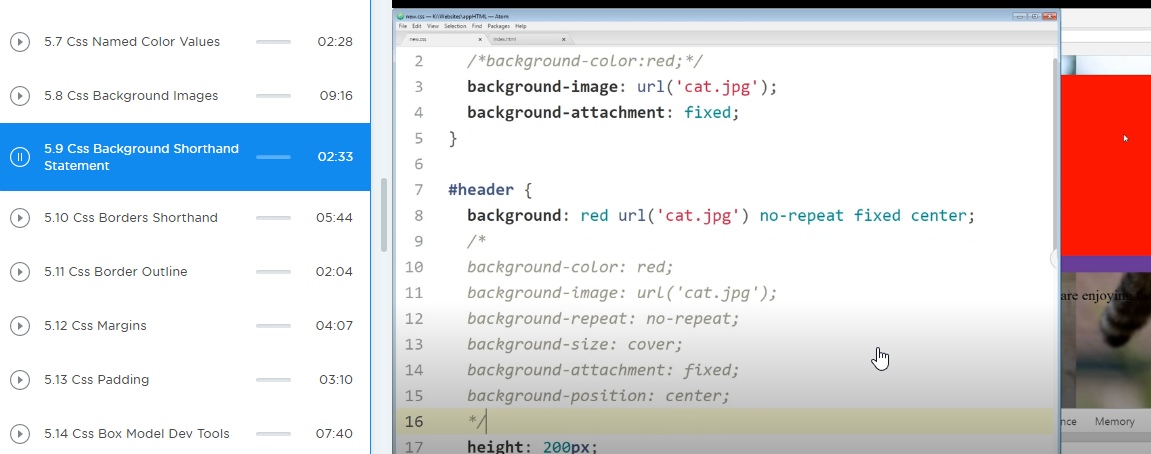 5.7 Css Named Color Values 02:28
5.8 Css Background Images 09:16
5.9 Css Background Shorthand
Statement 02:33
5.10 Css Borders Shorthand 05:44
5.11 Css Border Outline 02:04
5.12 Css Margins 04:07
5.13 Css Padding 03:10
5.14 Css Box Model Dev Tools 07:40
new.css — K:\Websites\appHTML — Atom
File Edit View Selection Find Packages Help
new.css index.html
2 /*background-color:red;*/
3 background-image: url('cat.jpg');
4 background-attachment: fixed;
5 }
6
7 #header {
8 background: red url('cat.jpg') no-repeat fixed center;
9 /*
10 background-color: red;
11 background-image: url('cat.jpg');
12 background-repeat: no-repeat;
13 background-size: cover;
14 background-attachment: fixed;
15 background-position: center;
16 */
17 height: 200px;
are enjoying
nce Memory